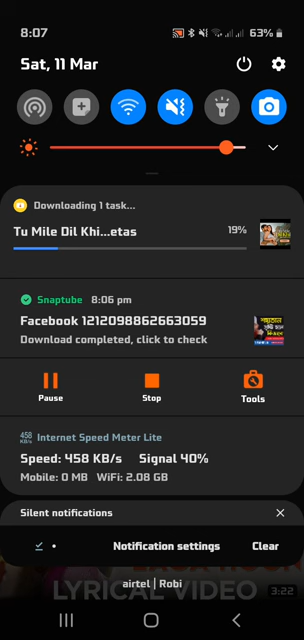 8:07
63%
Sat, 11 Mar
Downloading 1 task...
Tu Mile Dil Khi...etas
19%
Snaptube 8:06 pm
Facebook 1212098862663059
Download completed, click to check
Pause
Stop
Tools
458
KB/s
Internet Speed Meter Lite
Speed: 458 KB/s Signal 40%
Mobile: 0 MB WiFi: 2.08 GB
Silent notifications
Notification settings
Clear
airtel | Robi
LYRICAL VIDEO
3:22